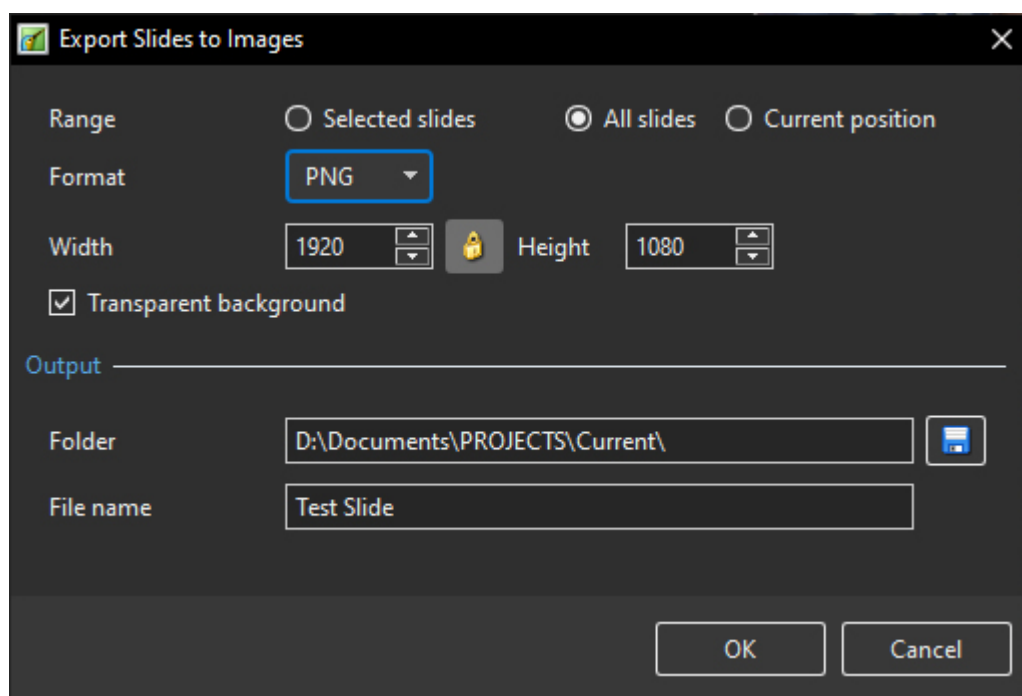 Export Slides to Images
Range Selected slides All slides Current position
Format PNG
Width 1920 Height 1080
Transparent background
Output
Folder D:\Documents\PROJECTS\Current\
File name Test Slide
OK Cancel